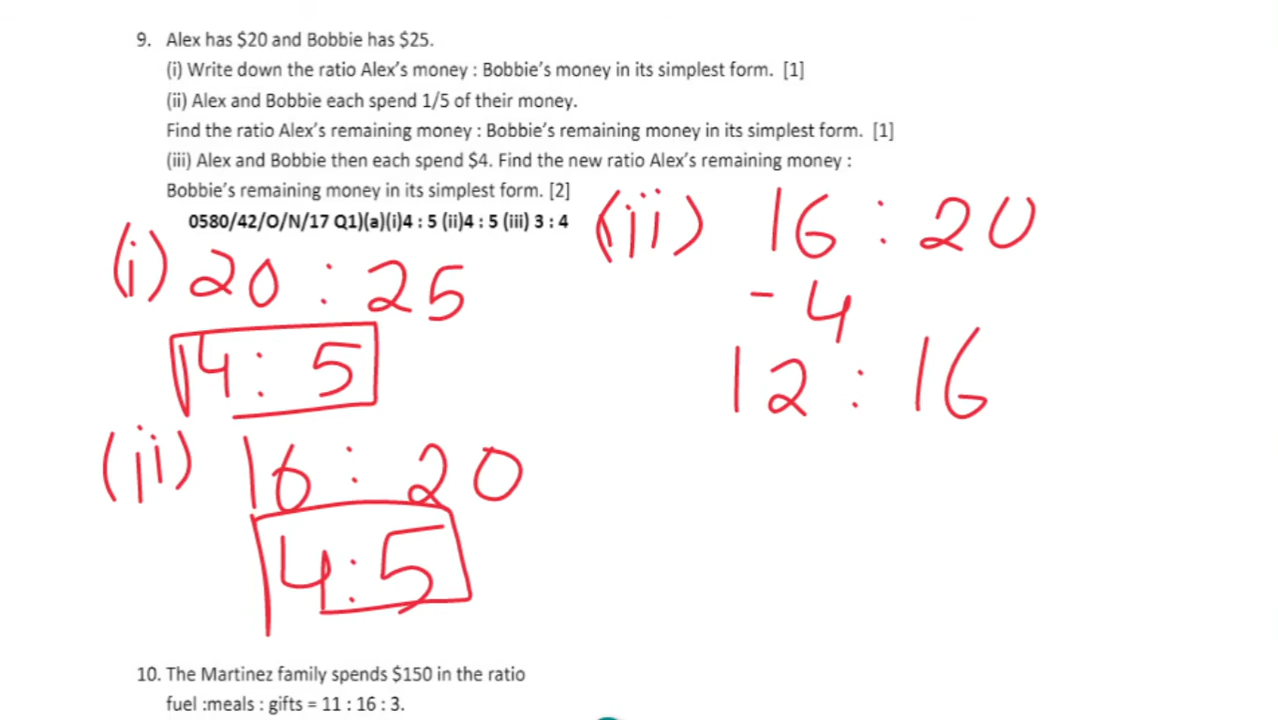 9. Alex has $20 and Bobbie has $25.
(i) Write down the ratio Alex's money : Bobbie's money in its simplest form. [1]
(ii) Alex and Bobbie each spend 1/5 of their money.
Find the ratio Alex's remaining money : Bobbie's remaining money in its simplest form. [1]
(iii) Alex and Bobbie then each spend $4. Find the new ratio Alex's remaining money :
Bobbie's remaining money in its simplest form. [2]
0580/42/O/N/17 Q1)(a)(i)4 : 5 (ii)4 : 5 (iii) 3 : 4
(i) 20 : 25
4 : 5
(ii) 16 : 20
4 : 5
(iii) 16 : 20
- 4
12 : 16
10. The Martinez family spends $150 in the ratio
fuel :meals : gifts = 11 : 16 : 3.